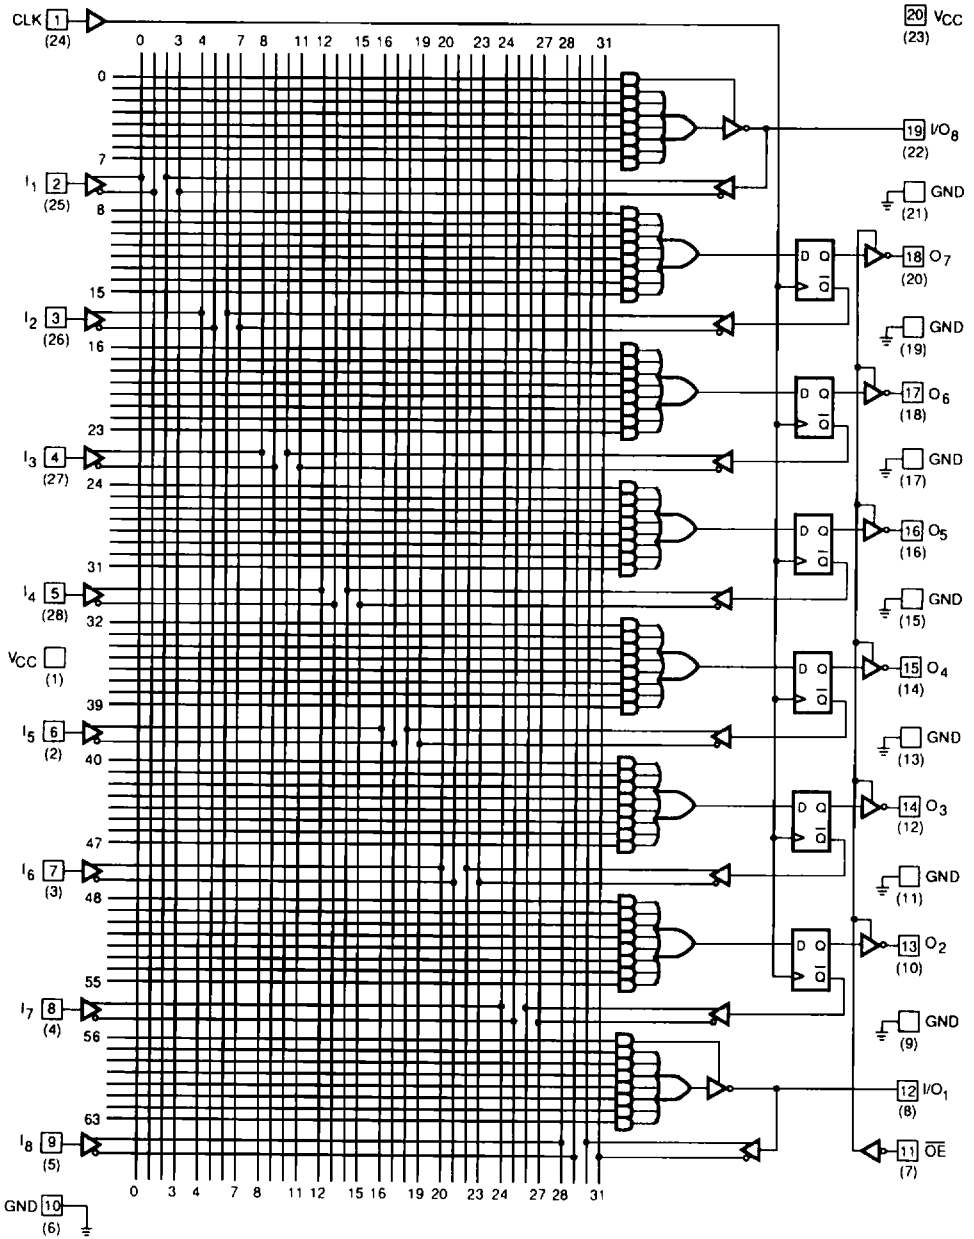 CLK 1 (24)
20 VCC (23)
0 3 4 7 8 11 12 15 16 19 20 23 24 27 28 31
0
19 I/O8 (22)
7
I1 2 (25)
GND (21)
8
D Q Q̅
18 O7 (20)
15
I2 3 (26)
GND (19)
16
D Q Q̅
17 O6 (18)
23
I3 4 (27)
GND (17)
24
D Q Q̅
16 O5 (16)
31
I4 5 (28)
GND (15)
32
VCC (1)
D Q Q̅
15 O4 (14)
39
I5 6 (2)
GND (13)
40
D Q Q̅
14 O3 (12)
47
I6 7 (3)
GND (11)
48
D Q Q̅
13 O2 (10)
55
I7 8 (4)
GND (9)
56
12 I/O1 (8)
63
I8 9 (5)
11 O̅E̅ (7)
0 3 4 7 8 11 12 15 16 19 20 23 24 27 28 31
GND 10 (6)